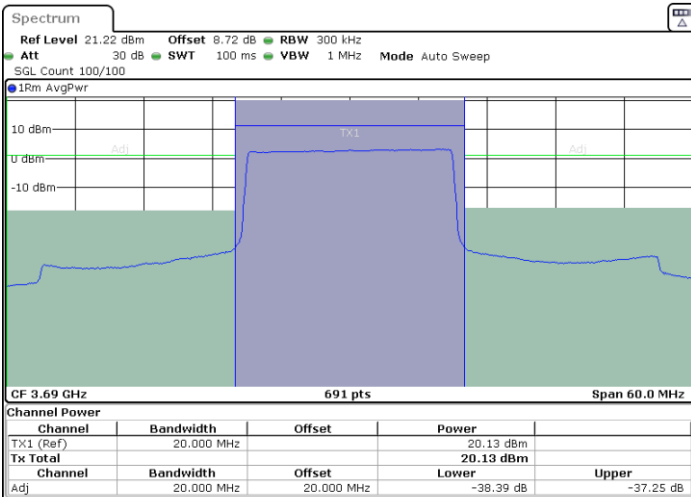 Spectrum
Ref Level 21.22 dBm Offset 8.72 dB RBW 300 kHz
Att 30 dB SWT 100 ms VBW 1 MHz Mode Auto Sweep
SGL Count 100/100
1Rm AvgPwr
10 dBm
TX1
Adj Adj
0 dBm
-10 dBm
CF 3.69 GHz 691 pts Span 60.0 MHz
Channel Power
Channel Bandwidth Offset Power
TX1 (Ref) 20.000 MHz 20.13 dBm
Tx Total 20.13 dBm
Channel Bandwidth Offset Lower Upper
Adj 20.000 MHz 20.000 MHz -38.39 dB -37.25 dB